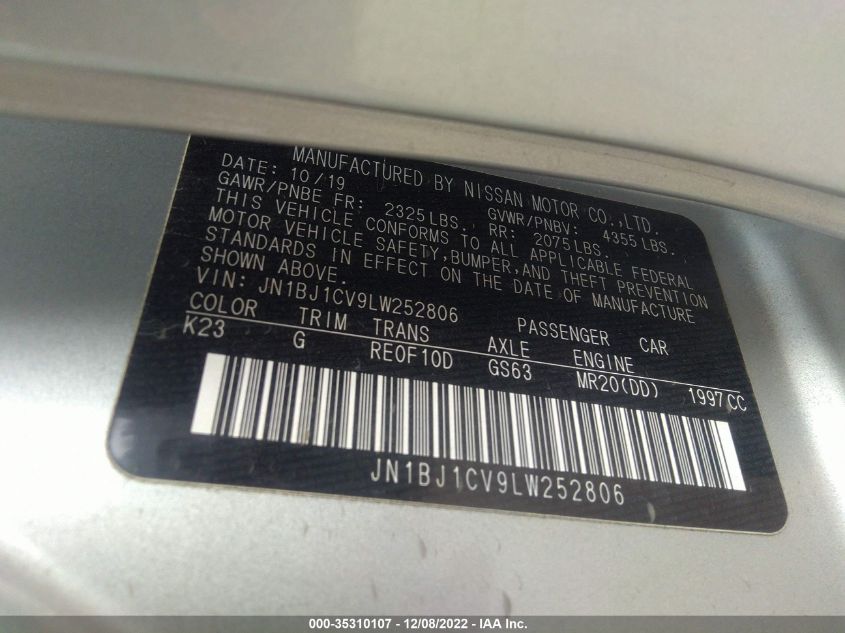 MANUFACTURED BY NISSAN MOTOR CO.,LTD.
DATE: 10/19 GVWR/PNBV: 4355LBS.
GAWR/PNBE FR: 2325LBS. RR: 2075LBS.
THIS VEHICLE CONFORMS TO ALL APPLICABLE FEDERAL
MOTOR VEHICLE SAFETY,BUMPER,AND THEFT PREVENTION
STANDARDS IN EFFECT ON THE DATE OF MANUFACTURE
SHOWN ABOVE.
VIN: JN1BJ1CV9LW252806 PASSENGER CAR
COLOR TRIM TRANS AXLE ENGINE
K23 G RE0F10D GS63 MR20(DD) 1997CC
JN1BJ1CV9LW252806
000-35310107 - 12/08/2022 - IAA Inc.